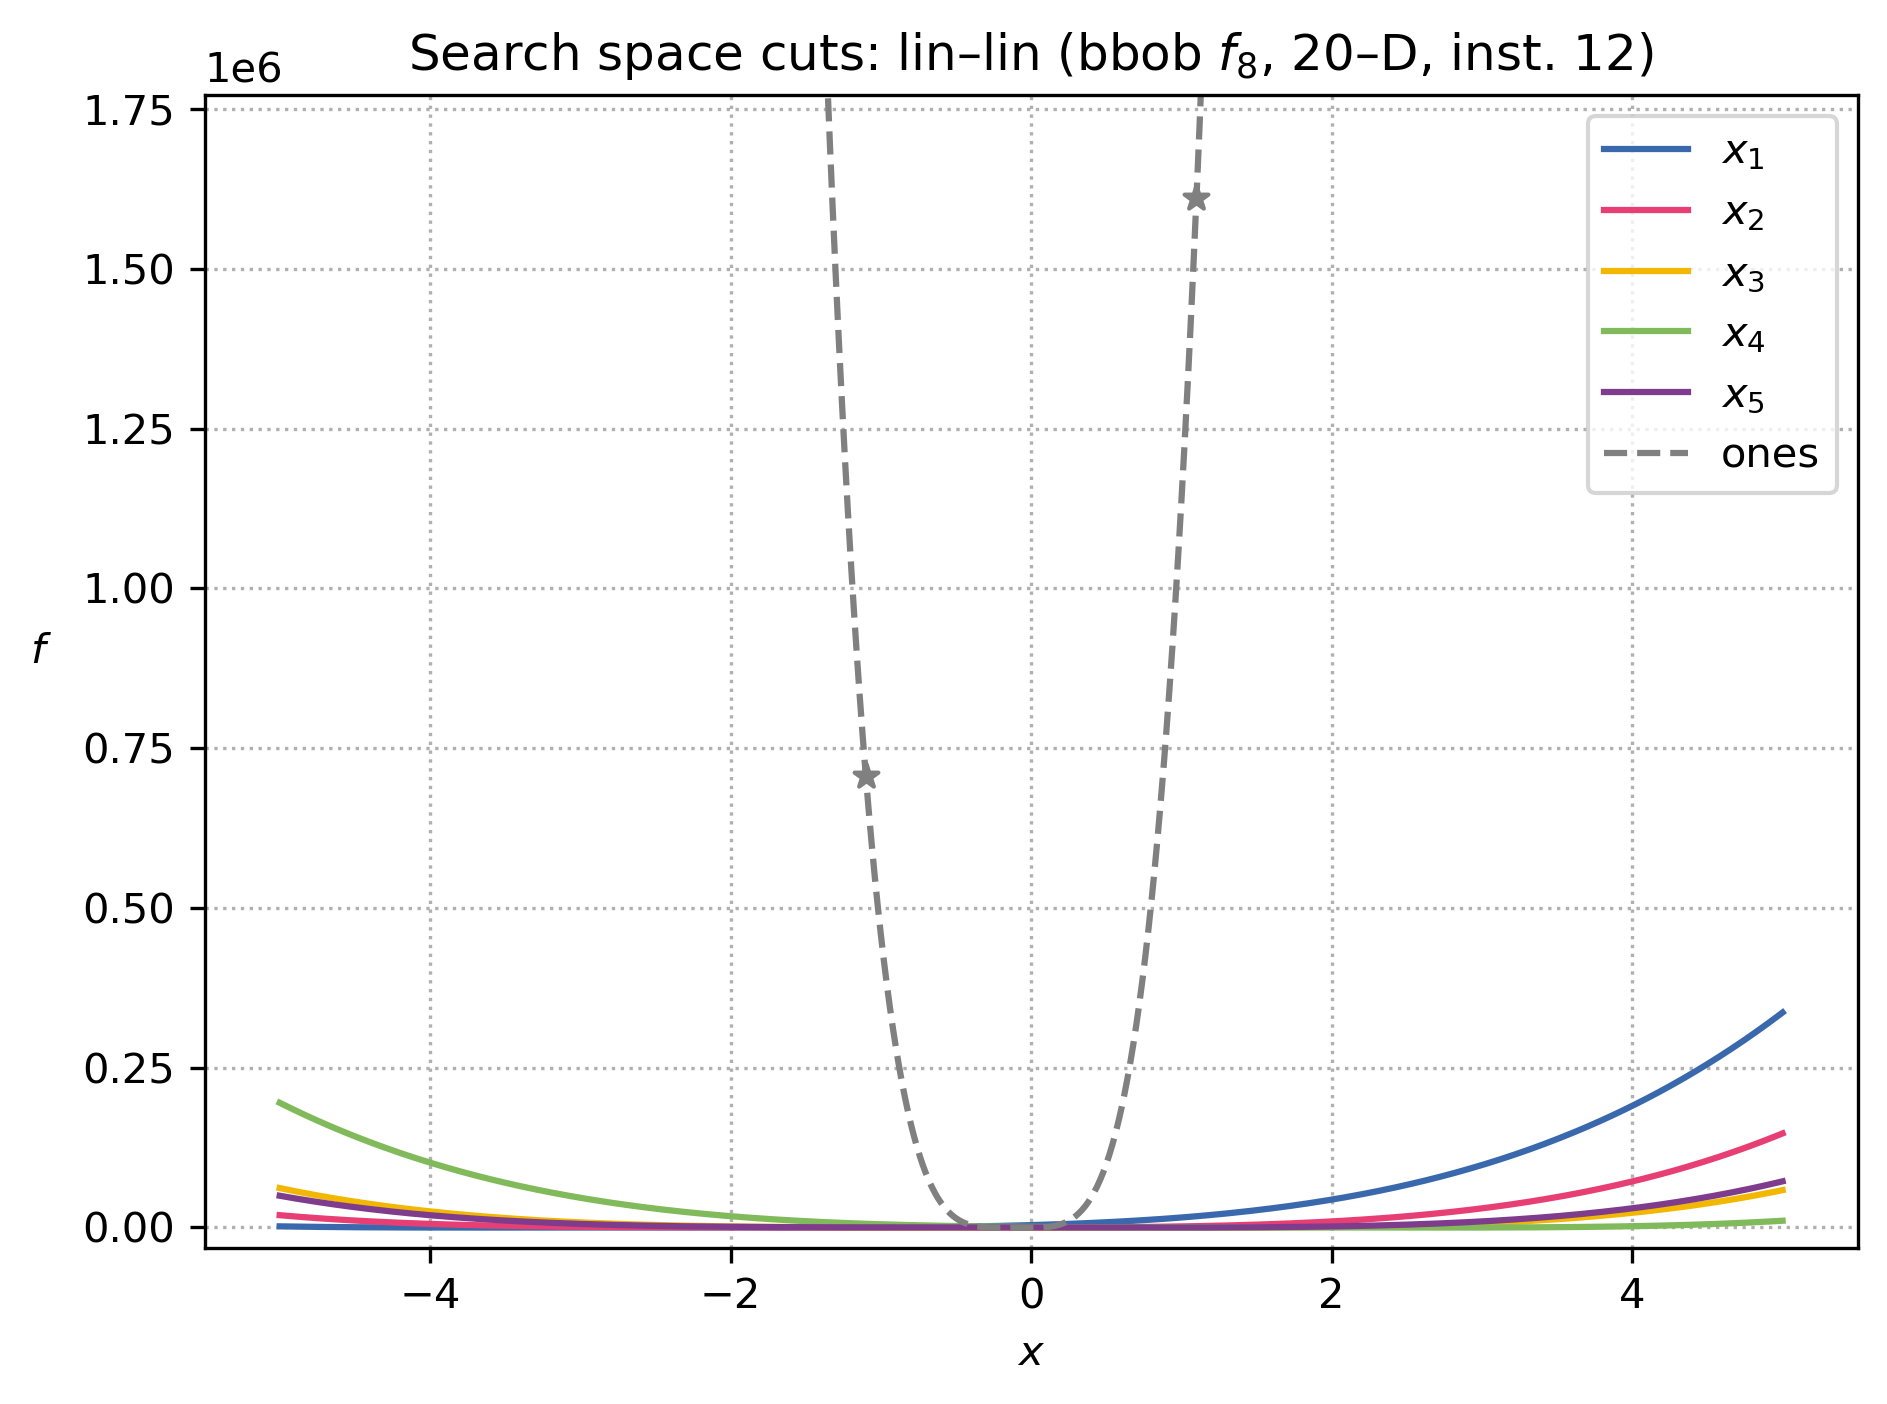 Search space cuts: lin–lin (bbob f₈, 20–D, inst. 12)
1e6
1.75
1.50
1.25
1.00
0.75
0.50
0.25
0.00
f
x₁
x₂
x₃
x₄
x₅
ones
−4 −2 0 2 4
x